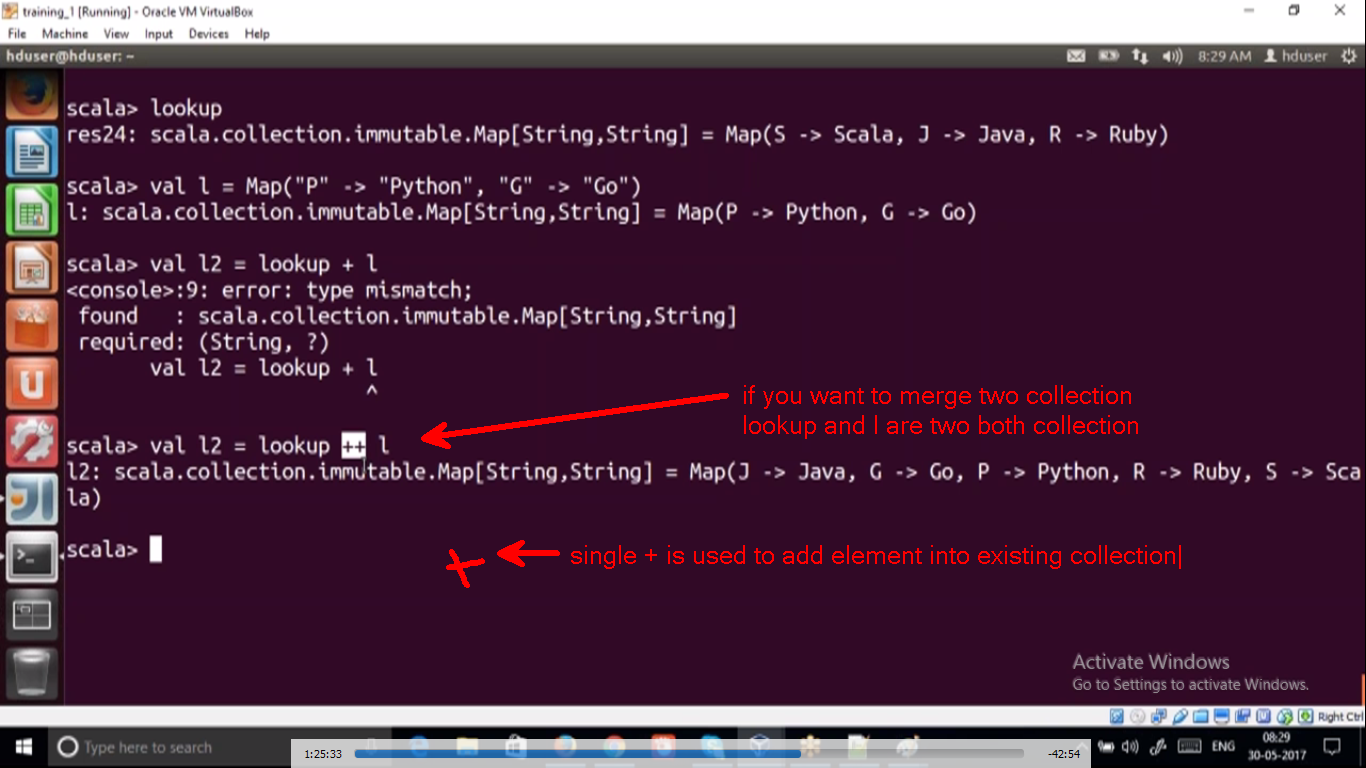 training_1 [Running] - Oracle VM VirtualBox
File Machine View Input Devices Help
hduser@hduser: ~
8:29 AM hduser
scala> lookup
res24: scala.collection.immutable.Map[String,String] = Map(S -> Scala, J -> Java, R -> Ruby)
scala> val l = Map("P" -> "Python", "G" -> "Go")
l: scala.collection.immutable.Map[String,String] = Map(P -> Python, G -> Go)
scala> val l2 = lookup + l
<console>:9: error: type mismatch;
found : scala.collection.immutable.Map[String,String]
required: (String, ?)
val l2 = lookup + l
^
if you want to merge two collection
lookup and l are two both collection
scala> val l2 = lookup ++ l
l2: scala.collection.immutable.Map[String,String] = Map(J -> Java, G -> Go, P -> Python, R -> Ruby, S -> Sca
la)
scala>
+ single + is used to add element into existing collection
Activate Windows
Go to Settings to activate Windows.
Right Ctrl
Type here to search
1:25:33
-42:54
ENG
08:29
30-05-2017